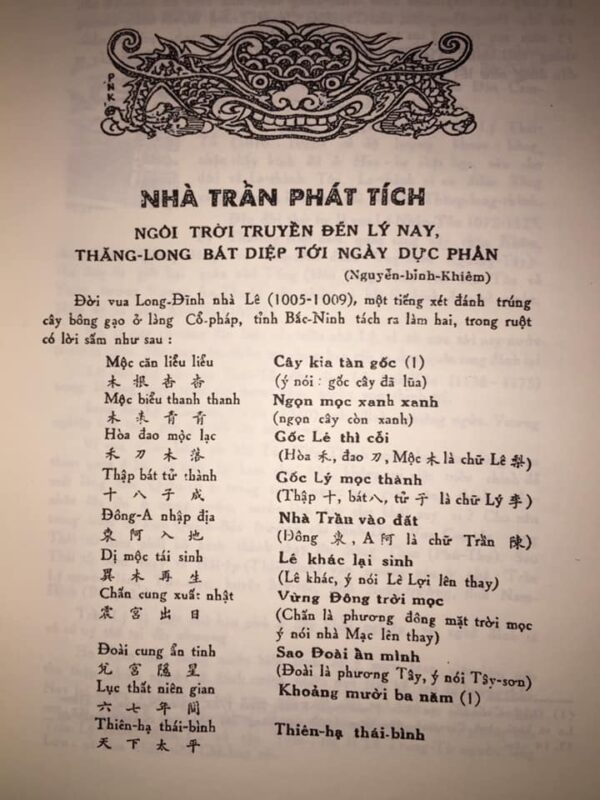 P.N.K
NHÀ TRẦN PHÁT TÍCH
NGÔI TRỜI TRUYỀN ĐẾN LÝ NAY,
THĂNG-LONG BÁT DIỆP TỚI NGÀY DỰC PHÂN
(Nguyễn-bỉnh-Khiêm)
Đời vua Long-Đĩnh nhà Lê (1005-1009), một tiếng xét đánh trúng
cây bông gạo ở làng Cổ-pháp, tỉnh Bắc-Ninh tách ra làm hai, trong ruột
có lời sấm như sau :
Mộc căn liễu liễu Cây kia tàn gốc (1)
木 根 杳 杳 (ý nói: gốc cây đã lũa)
Mộc biểu thanh thanh Ngọn mọc xanh xanh
木 表 青 青 (ngọn cây còn xanh)
Hòa đao mộc lạc Gốc Lê thì cỗi
禾 刀 木 落 (Hòa 禾, đao 刀, Mộc 木 là chữ Lê 梨)
Thập bát tử thành Gốc Lý mọc thành
十 八 子 成 (Thập 十, bát 八, tử 子 là chữ Lý 李)
Đông-A nhập địa Nhà Trần vào đất
東 阿 入 地 (Đông 東, A 阿 là chữ Trần 陳)
Dị mộc tái sinh Lê khác lại sinh
異 木 再 生 (Lê khác, ý nói Lê Lợi lên thay)
Chấn cung xuất nhật Vừng Đông trời mọc
震 宮 出 日 (Chấn là phương đông mặt trời mọc
ý nói nhà Mạc lên thay)
Đoài cung ẩn tinh Sao Đoài ẩn mình
兌 宮 隱 星 (Đoài là phương Tây, ý nói Tây-sơn)
Lục thất niên gian Khoảng mười ba năm (1)
六 七 年 間
Thiên-hạ thái-bình Thiên-hạ thái-bình
天 下 太 平